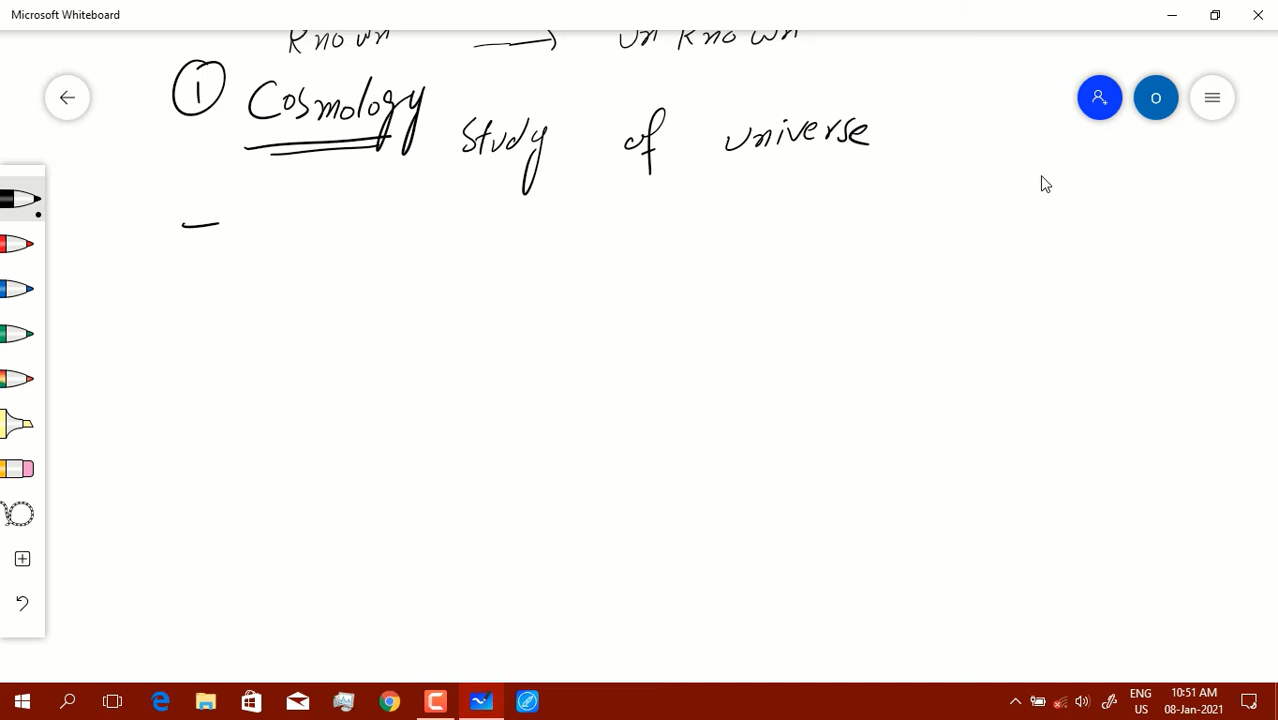 Microsoft Whiteboard
Known → unknown
① Cosmology study of universe
O
ENG
US
10:51 AM
08-Jan-2021